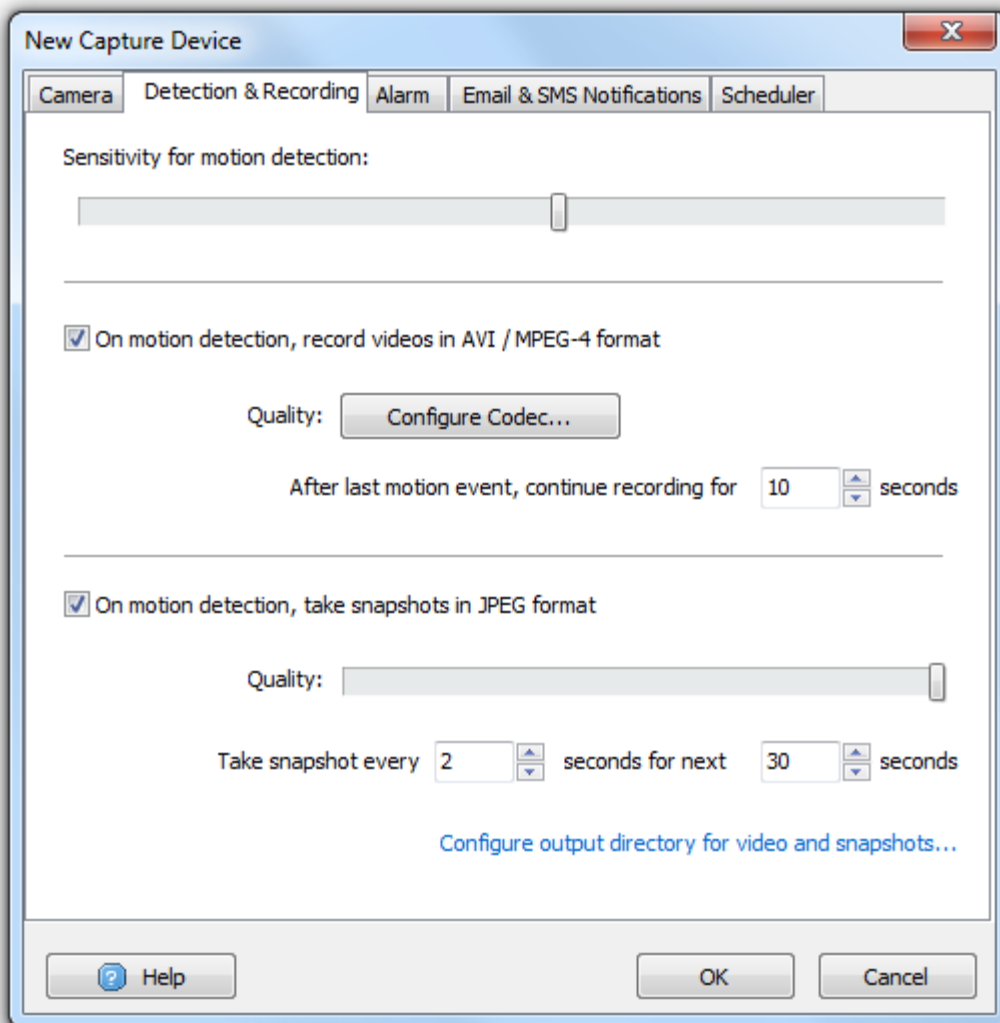 New Capture Device
Camera Detection & Recording Alarm Email & SMS Notifications Scheduler
Sensitivity for motion detection:
On motion detection, record videos in AVI / MPEG-4 format
Quality: Configure Codec...
After last motion event, continue recording for 10 seconds
On motion detection, take snapshots in JPEG format
Quality:
Take snapshot every 2 seconds for next 30 seconds
Configure output directory for video and snapshots...
? Help OK Cancel